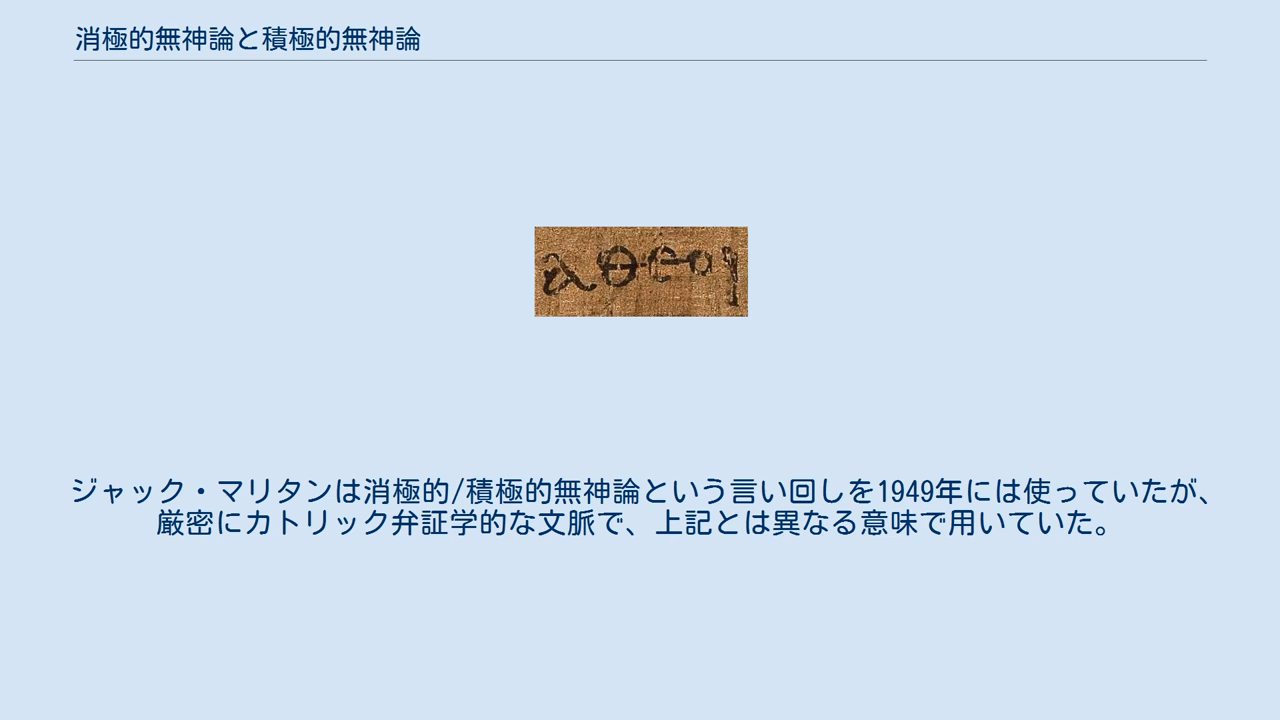 消極的無神論と積極的無神論
αθεοι
ジャック・マリタンは消極的/積極的無神論という言い回しを1949年には使っていたが、
厳密にカトリック弁証学的な文脈で、上記とは異なる意味で用いていた。